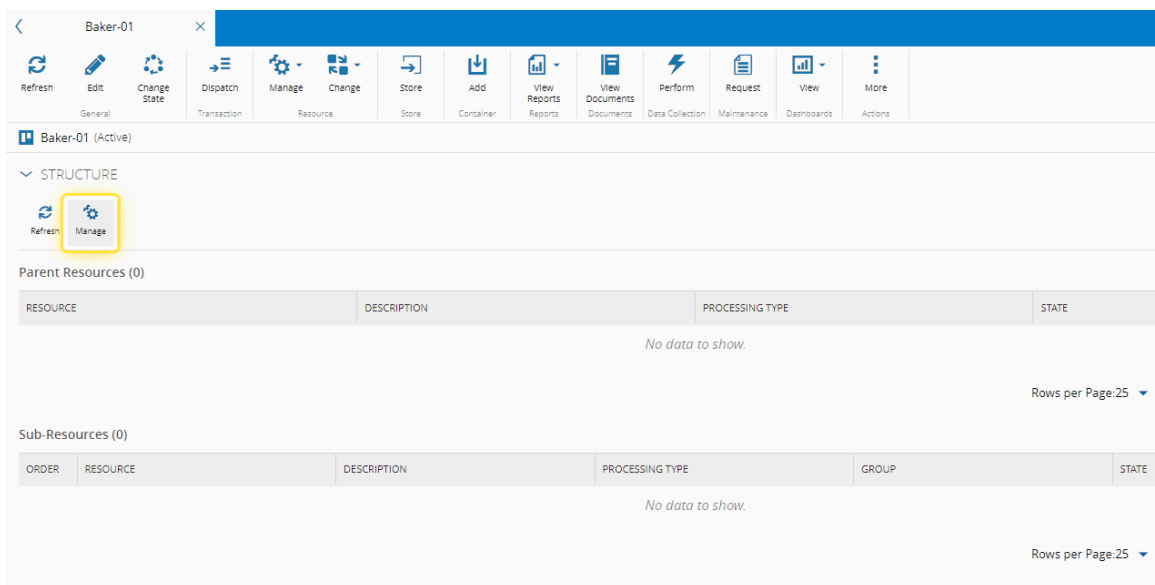 Baker-01
Refresh
Edit
Change State
Dispatch
Manage
Change
Store
Add
View Reports
View Documents
Perform
Request
View
More
General
Transaction
Resource
Store
Container
Reports
Documents
Data Collection
Maintenance
Dashboards
Actions
Baker-01 (Active)
STRUCTURE
Refresh
Manage
Parent Resources (0)
RESOURCE DESCRIPTION PROCESSING TYPE STATE
No data to show.
Rows per Page:25
Sub-Resources (0)
ORDER RESOURCE DESCRIPTION PROCESSING TYPE GROUP STATE
No data to show.
Rows per Page:25